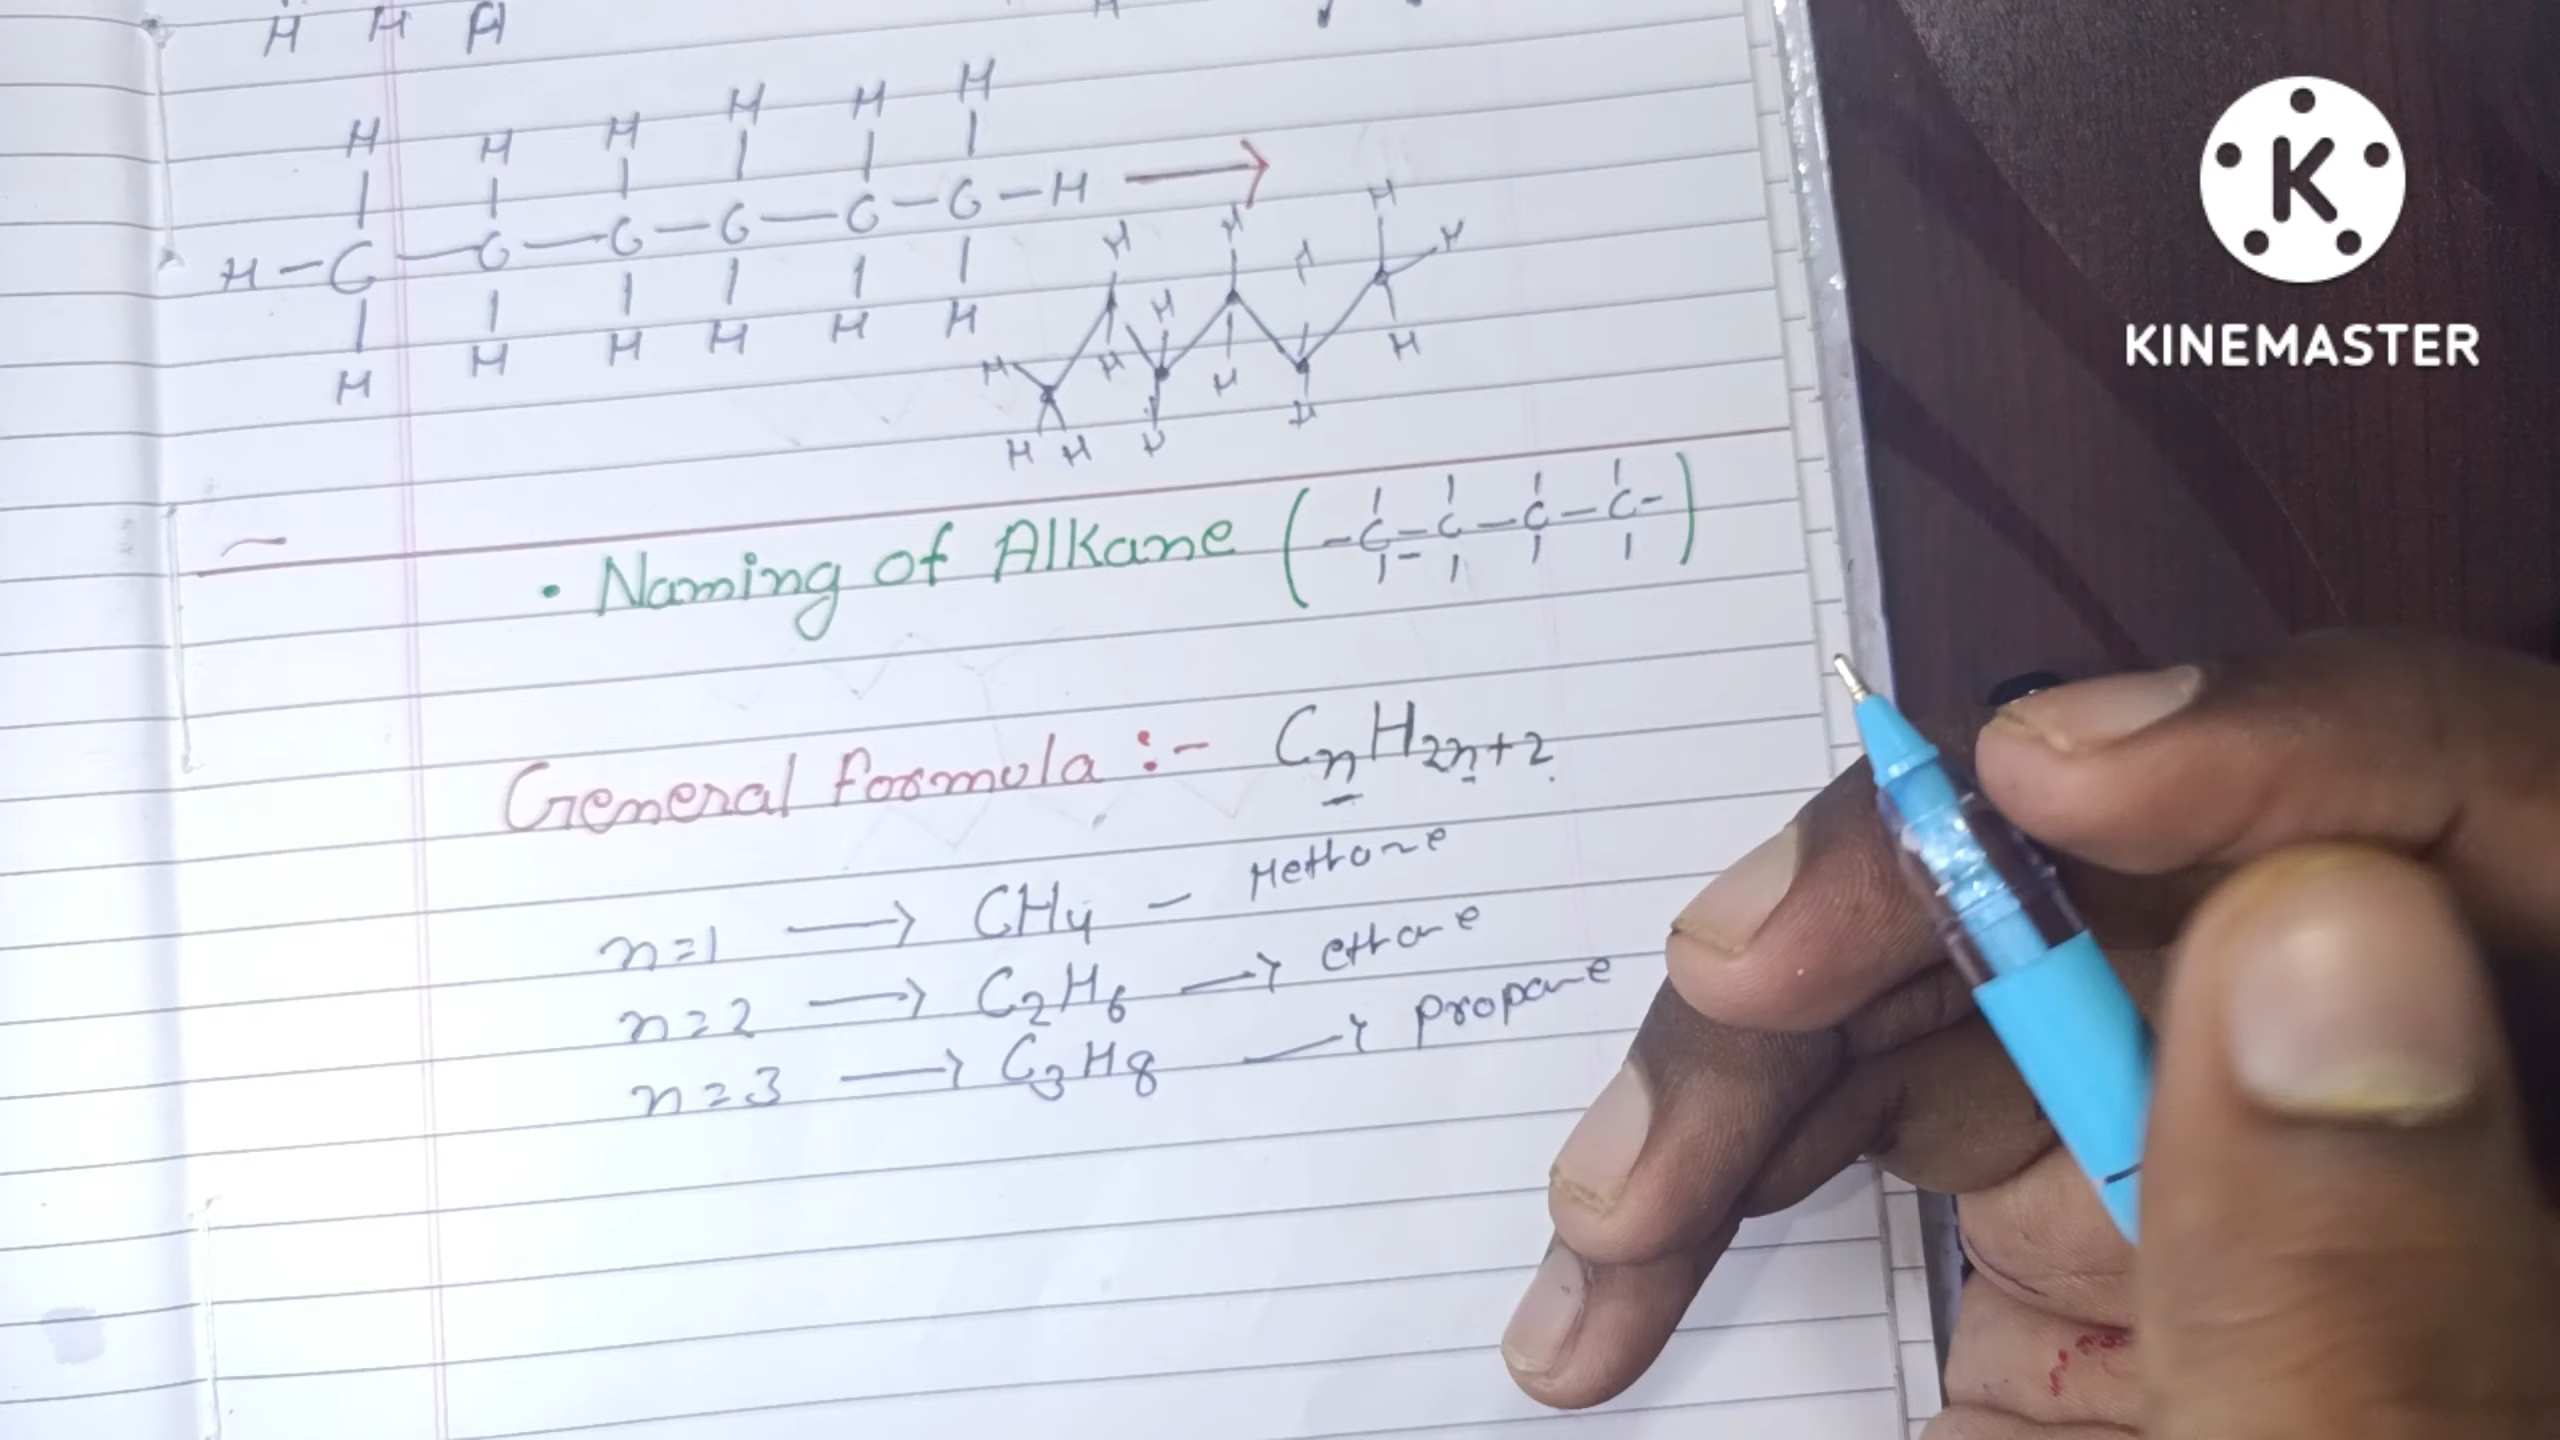 H H H
H H H H H H
H-C-C-C-C-C-C-H →
H H H H H H
H H H H H
H H H H
H H H H H H
• Naming of Alkane (-C-C-C-C-)
General formula :- CnH2n+2
n=1 → CH4 - Methane
n=2 → C2H6 → ethane
n=3 → C3H8 → propane
K
KINEMASTER